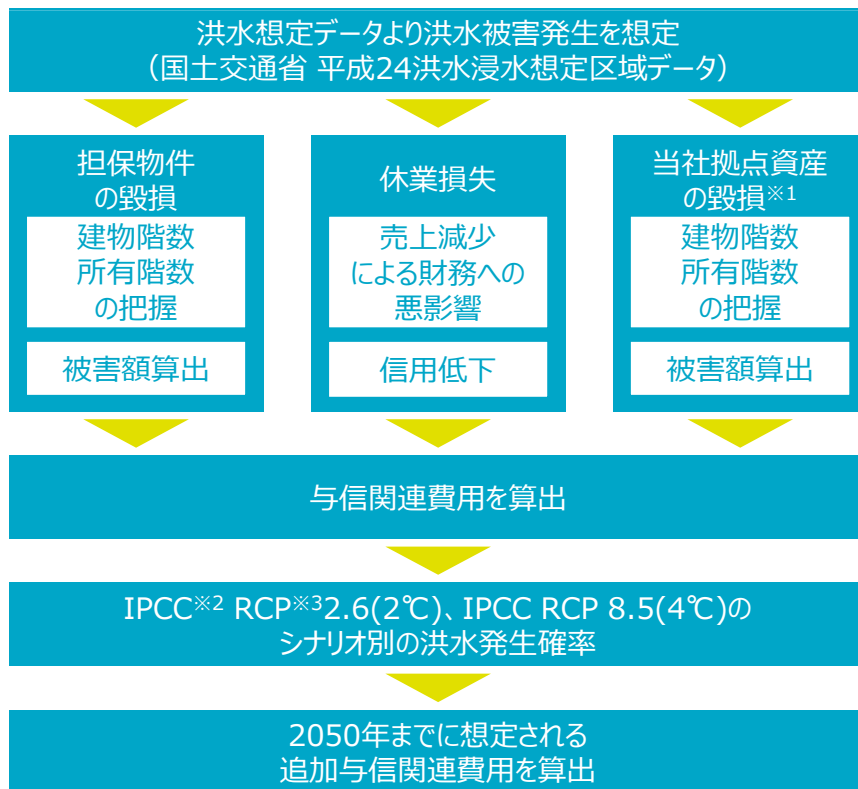 洪水想定データより洪水被害発生を想定
（国土交通省 平成24洪水浸水想定区域データ）
担保物件
の毀損
建物階数
所有階数
の把握
被害額算出
休業損失
売上減少
による財務への
悪影響
信用低下
当社拠点資産
の毀損※1
建物階数
所有階数
の把握
被害額算出
与信関連費用を算出
IPCC※2 RCP※32.6(2℃)、IPCC RCP 8.5(4℃)の
シナリオ別の洪水発生確率
2050年までに想定される
追加与信関連費用を算出